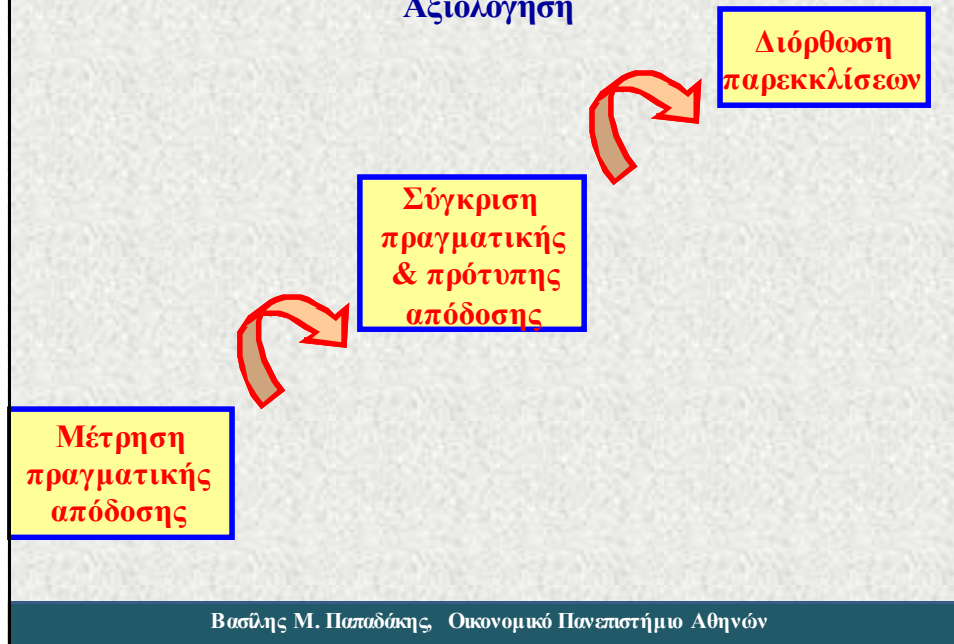 Αξιολόγηση
Διόρθωση
παρεκκλίσεων
Σύγκριση
πραγματικής
& πρότυπης
απόδοσης
Μέτρηση
πραγματικής
απόδοσης
Βασίλης Μ. Παπαδάκης, Οικονομικό Πανεπιστήμιο Αθηνών